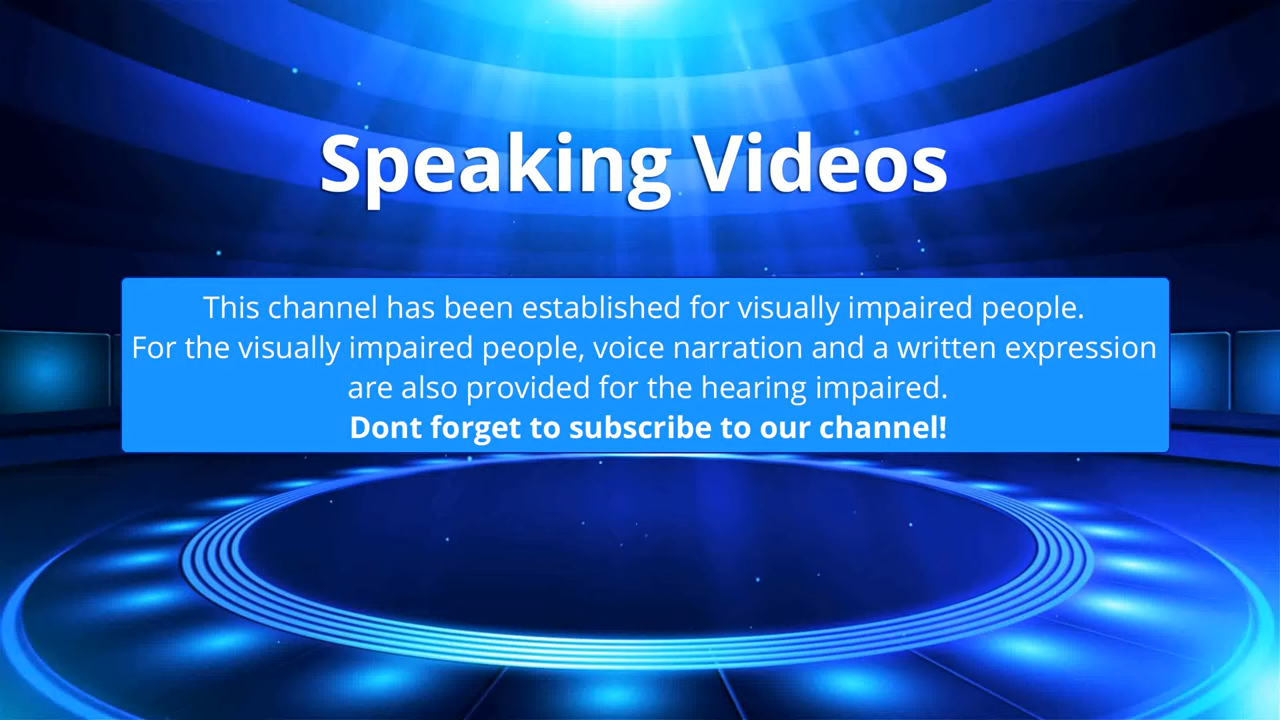 Speaking Videos
This channel has been established for visually impaired people.
For the visually impaired people, voice narration and a written expression
are also provided for the hearing impaired.
Dont forget to subscribe to our channel!